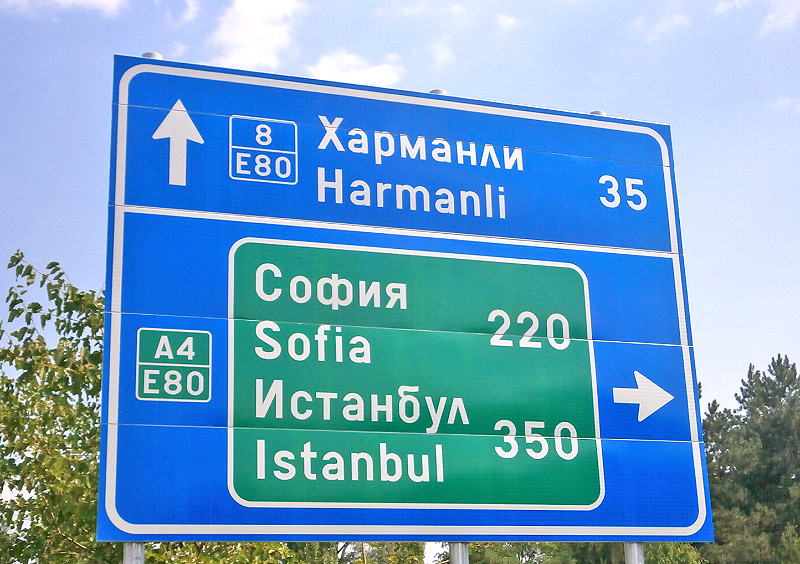 8
E80
Харманли
Harmanli
35
A4
E80
София
Sofia
220
Истанбул
Istanbul
350